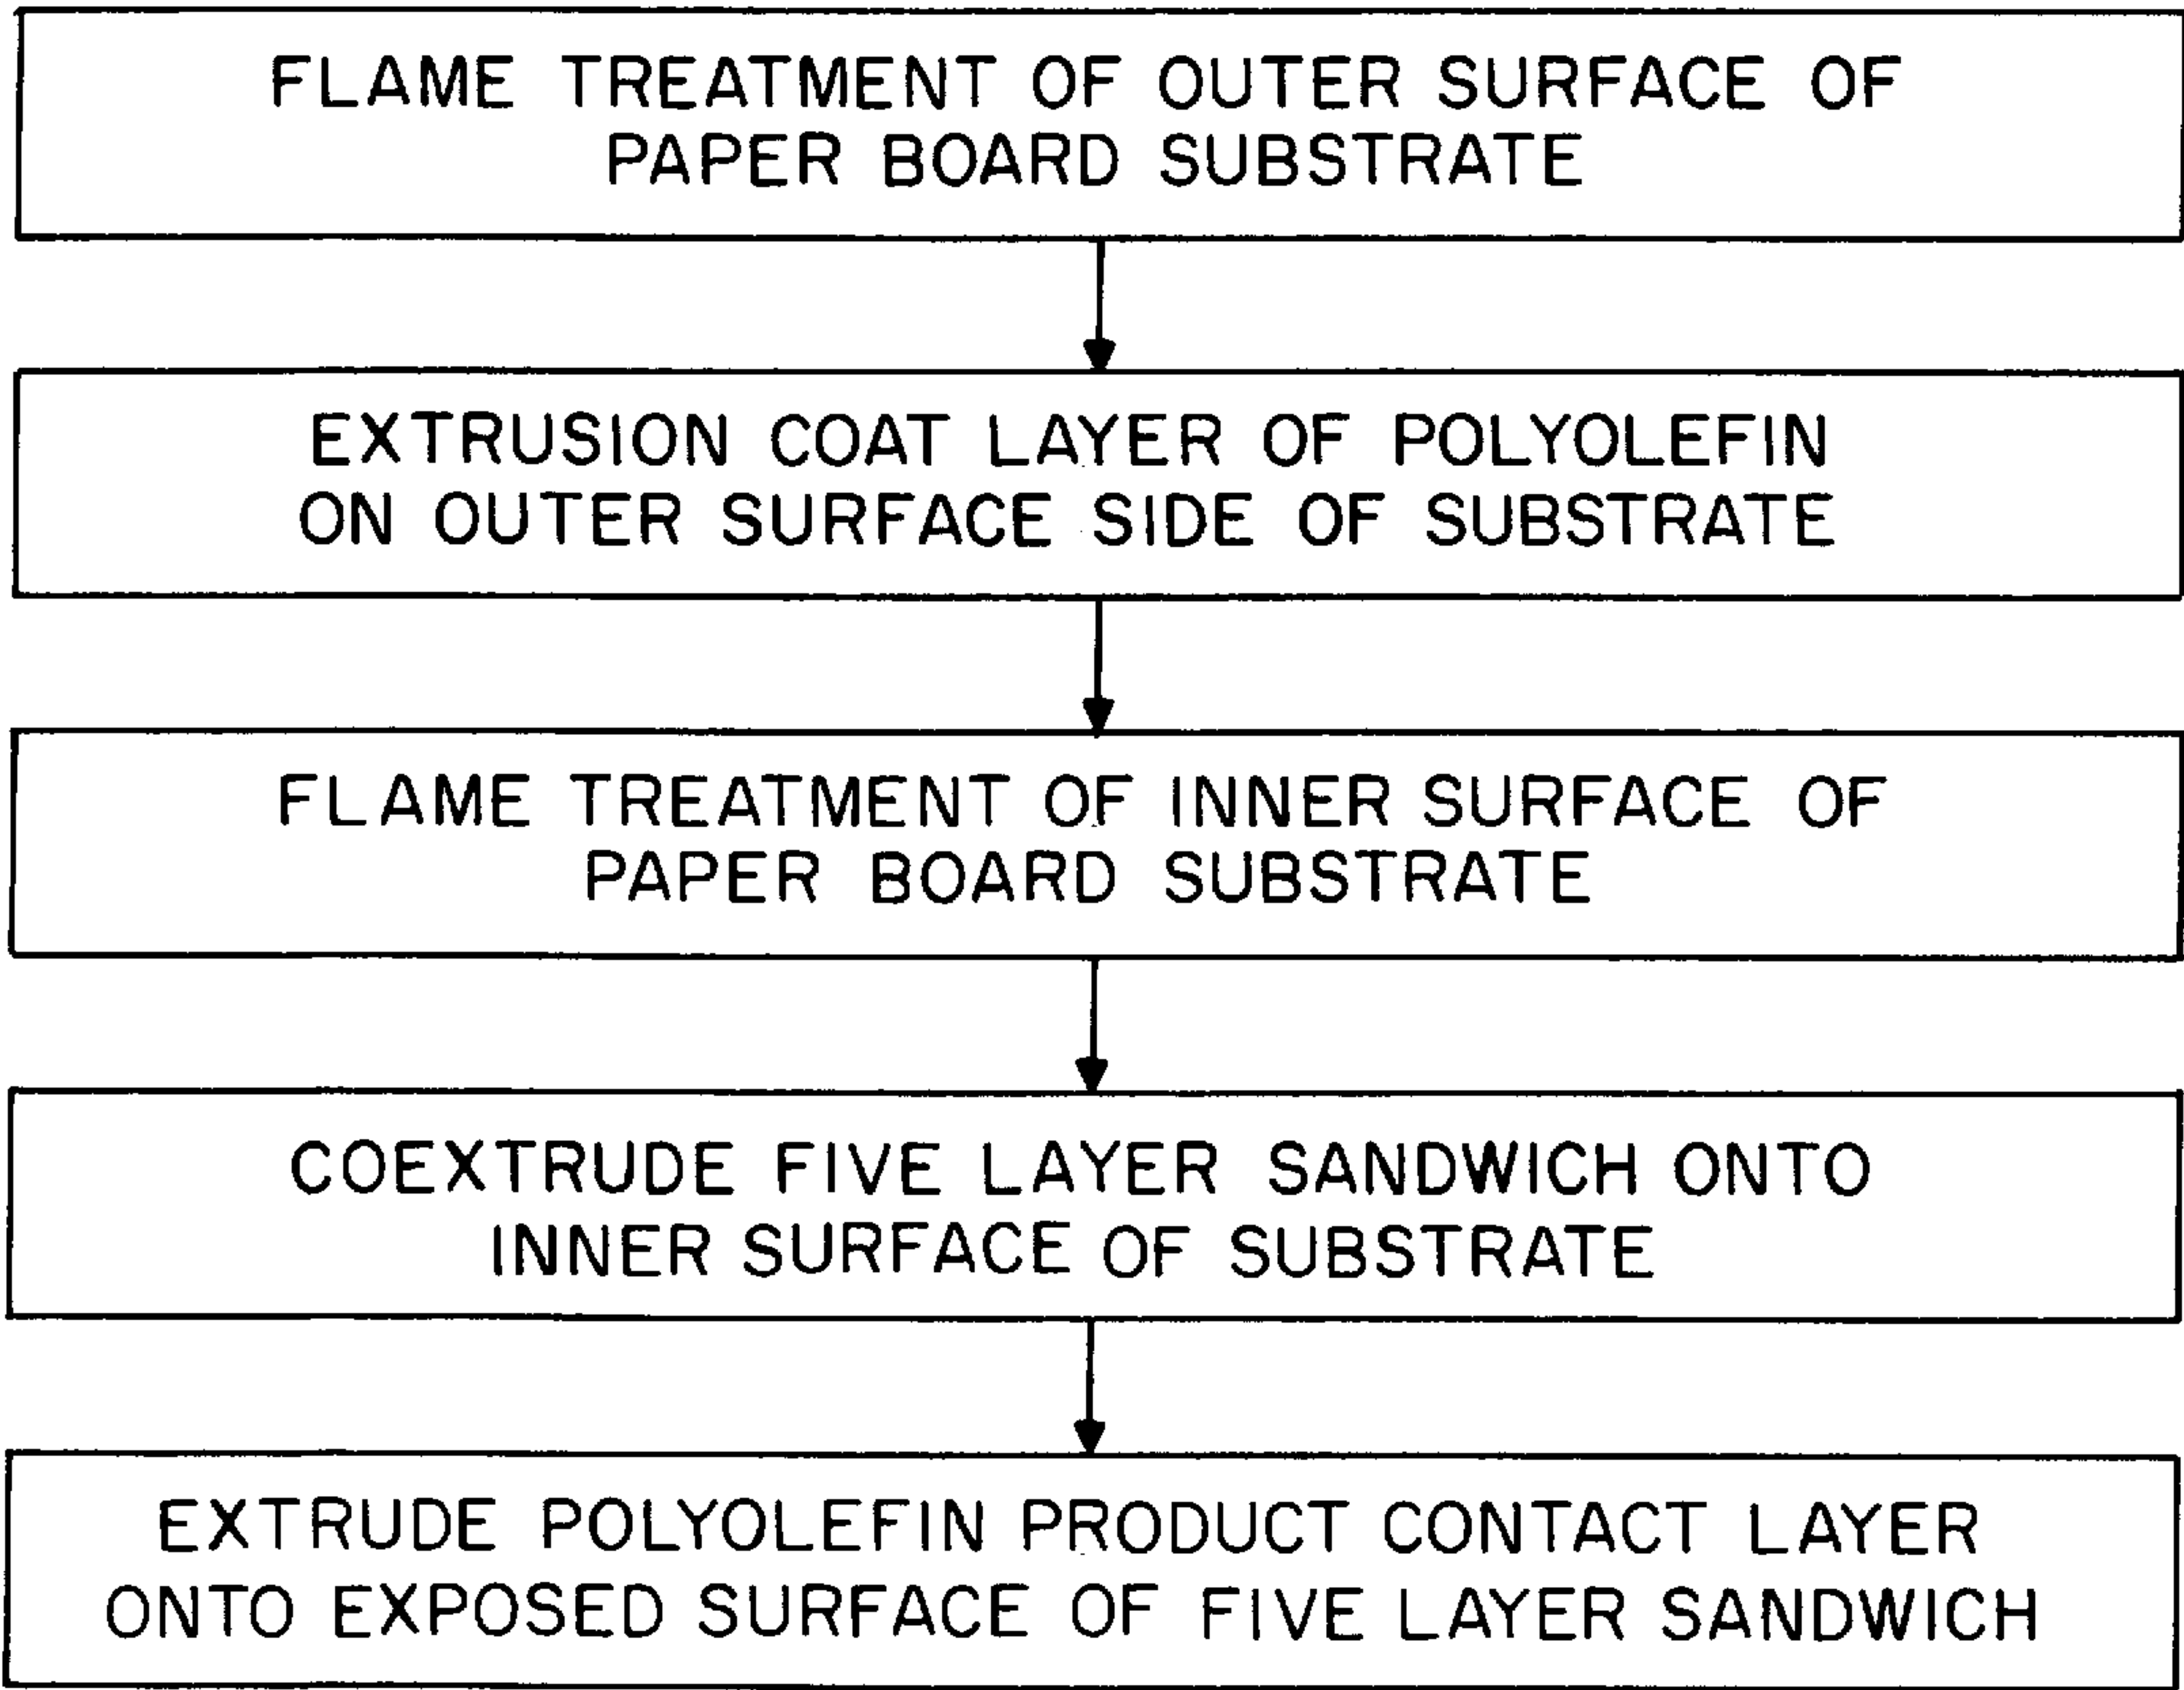 FLAME TREATMENT OF OUTER SURFACE OF
PAPER BOARD SUBSTRATE
EXTRUSION COAT LAYER OF POLYOLEFIN
ON OUTER SURFACE SIDE OF SUBSTRATE
FLAME TREATMENT OF INNER SURFACE OF
PAPER BOARD SUBSTRATE
COEXTRUDE FIVE LAYER SANDWICH ONTO
INNER SURFACE OF SUBSTRATE
EXTRUDE POLYOLEFIN PRODUCT CONTACT LAYER
ONTO EXPOSED SURFACE OF FIVE LAYER SANDWICH